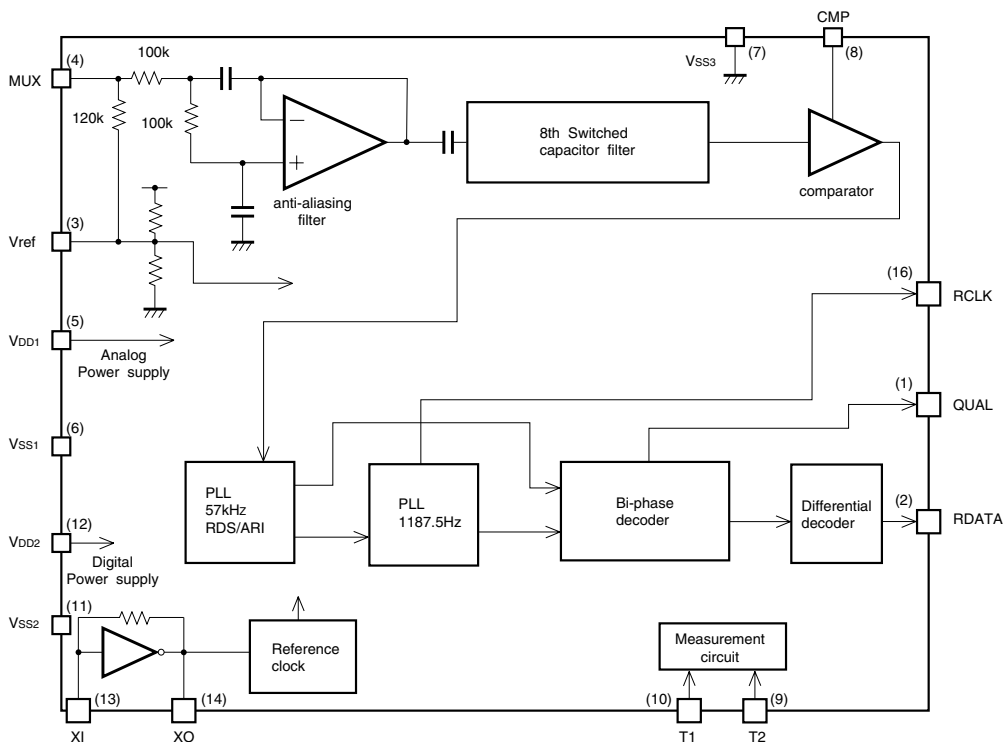 CMP
(4)
100k
(7)
(8)
MUX
VSS3
120k
100k
8th Switched
capacitor filter
anti-aliasing
filter
comparator
(3)
Vref
(16)
RCLK
(5)
VDD1
Analog
Power supply
(1)
QUAL
(6)
VSS1
PLL
57kHz
RDS/ARI
PLL
1187.5Hz
Bi-phase
decoder
Differential
decoder
(2)
RDATA
(12)
VDD2
Digital
Power supply
(11)
VSS2
Reference
clock
Measurement
circuit
(13)
(14)
(10)
(9)
XI
XO
T1
T2